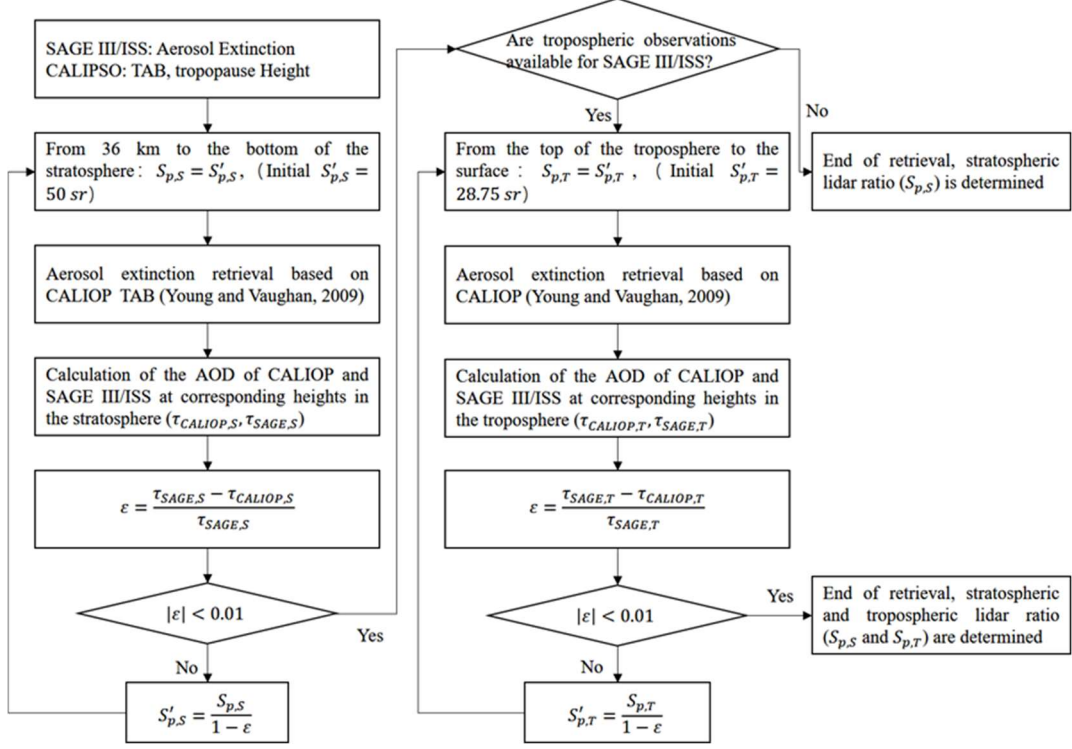 SAGE III/ISS: Aerosol Extinction
CALIPSO: TAB, tropopause Height
From 36 km to the bottom of the
stratosphere: S_{p,S} = S'_{p,S}, (Initial S'_{p,S} =
50 sr)
Aerosol extinction retrieval based on
CALIOP TAB (Young and Vaughan, 2009)
Calculation of the AOD of CALIOP and
SAGE III/ISS at corresponding heights in
the stratosphere (τ_{CALIOP,S}, τ_{SAGE,S})
ε = (τ_{SAGE,S} − τ_{CALIOP,S}) / τ_{SAGE,S}
|ε| < 0.01
Yes
No
S'_{p,S} = S_{p,S} / (1 − ε)
Are tropospheric observations
available for SAGE III/ISS?
Yes
No
From the top of the troposphere to the
surface : S_{p,T} = S'_{p,T} , ( Initial S'_{p,T} =
28.75 sr)
End of retrieval, stratospheric
lidar ratio (S_{p,S}) is determined
Aerosol extinction retrieval based on
CALIOP (Young and Vaughan, 2009)
Calculation of the AOD of CALIOP and
SAGE III/ISS at corresponding heights in
the troposphere (τ_{CALIOP,T}, τ_{SAGE,T})
ε = (τ_{SAGE,T} − τ_{CALIOP,T}) / τ_{SAGE,T}
|ε| < 0.01
Yes
End of retrieval, stratospheric
and tropospheric lidar ratio
(S_{p,S} and S_{p,T}) are determined
No
S'_{p,T} = S_{p,T} / (1 − ε)